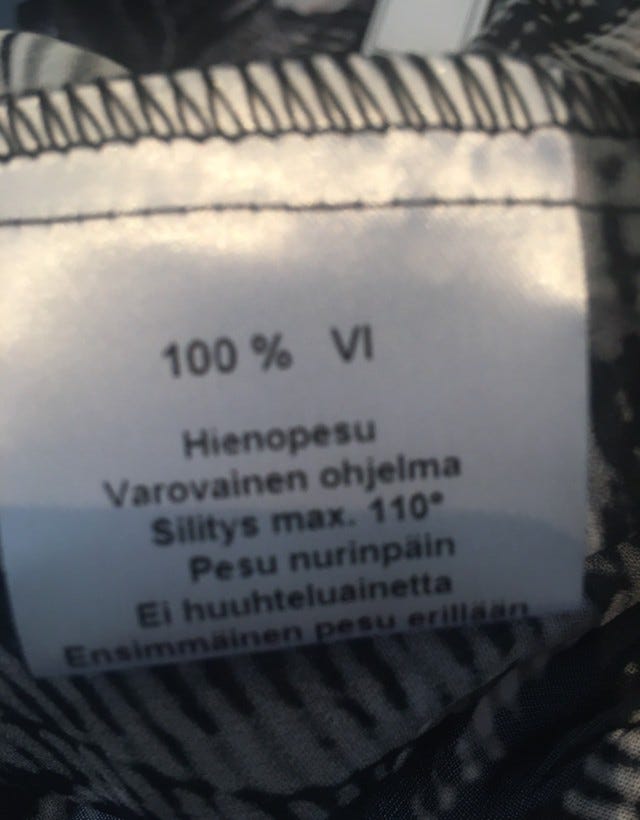 100 % VI
Hienopesu
Varovainen ohjelma
Silitys max. 110°
Pesu nurinpäin
Ei huuhteluainetta
Ensimmäinen pesu erillään